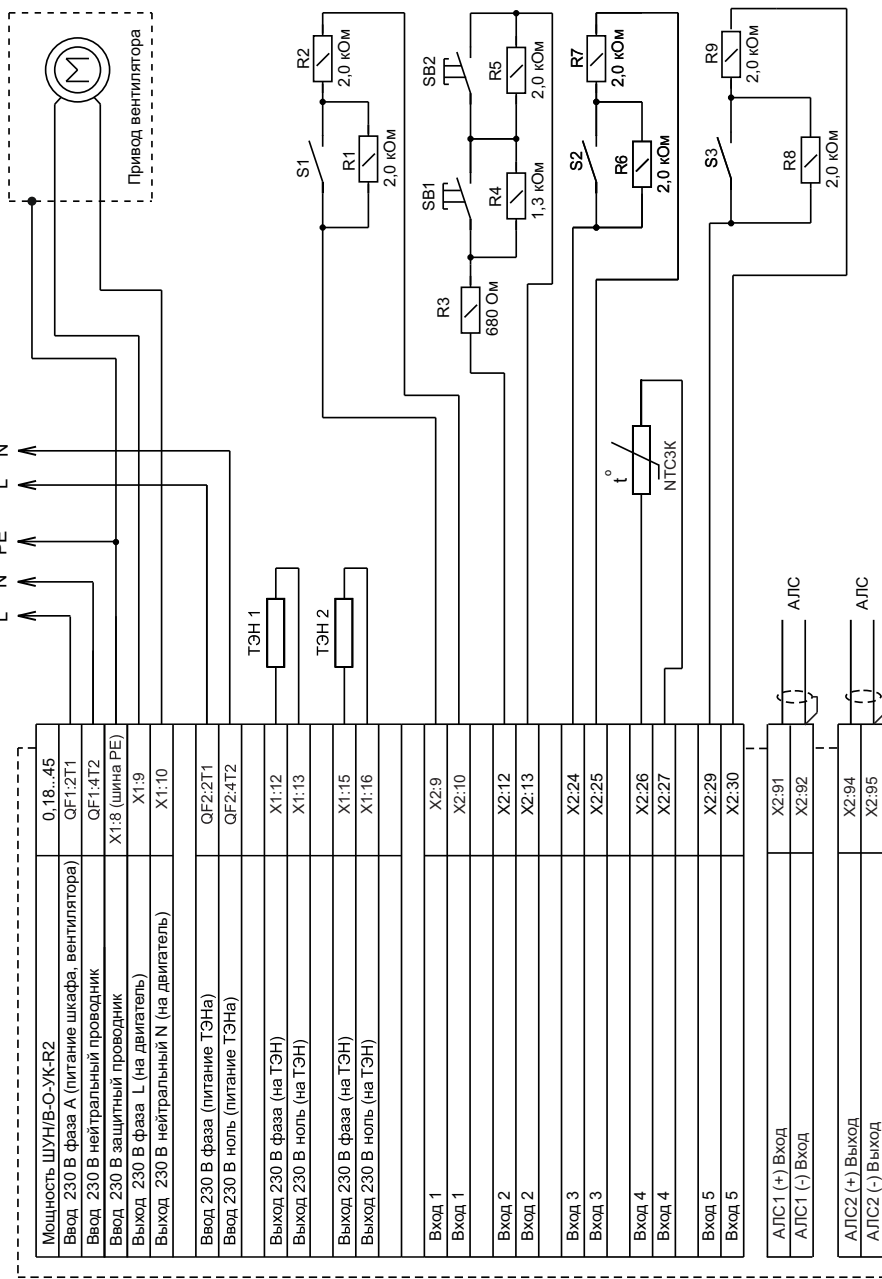 Мощность ШУН/В-О-УК-R2 0,18...45
Ввод 230 В фаза А (питание шкафа, вентилятора) QF1:2T1
Ввод 230 В нейтральный проводник QF1:4T2
Ввод 230 В защитный проводник X1:8 (шина PE)
Выход 230 В фаза L (на двигатель) X1:9
Выход 230 В нейтральный N (на двигатель) X1:10
Ввод 230 В фаза (питание ТЭНа) QF2:2T1
Ввод 230 В ноль (питание ТЭНа) QF2:4T2
Выход 230 В фаза (на ТЭН) X1:12
Выход 230 В ноль (на ТЭН) X1:13
Выход 230 В фаза (на ТЭН) X1:15
Выход 230 В ноль (на ТЭН) X1:16
Вход 1 X2:9
Вход 1 X2:10
Вход 2 X2:12
Вход 2 X2:13
Вход 3 X2:24
Вход 3 X2:25
Вход 4 X2:26
Вход 4 X2:27
Вход 5 X2:29
Вход 5 X2:30
АЛС1 (+) Вход X2:91
АЛС1 (-) Вход X2:92
АЛС2 (+) Выход X2:94
АЛС2 (-) Выход X2:95
L
N
PE
L
N
M
Привод вентилятора
ТЭН 1
ТЭН 2
S1
R1
2,0 кОм
R2
2,0 кОм
R3
680 Ом
SB1
R4
1,3 кОм
SB2
R5
2,0 кОм
S2
R6
2,0 кОм
R7
2,0 кОм
t°
NTC3K
S3
R8
2,0 кОм
R9
2,0 кОм
АЛС
АЛС